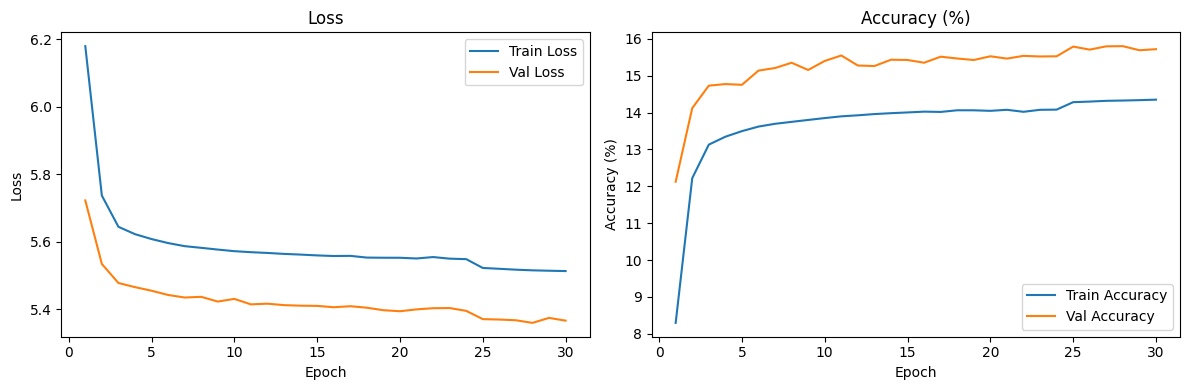 Loss
6.2
6.0
5.8
5.6
5.4
Loss
0 5 10 15 20 25 30
Epoch
Train Loss
Val Loss
Accuracy (%)
16
15
14
13
12
11
10
9
8
Accuracy (%)
0 5 10 15 20 25 30
Epoch
Train Accuracy
Val Accuracy